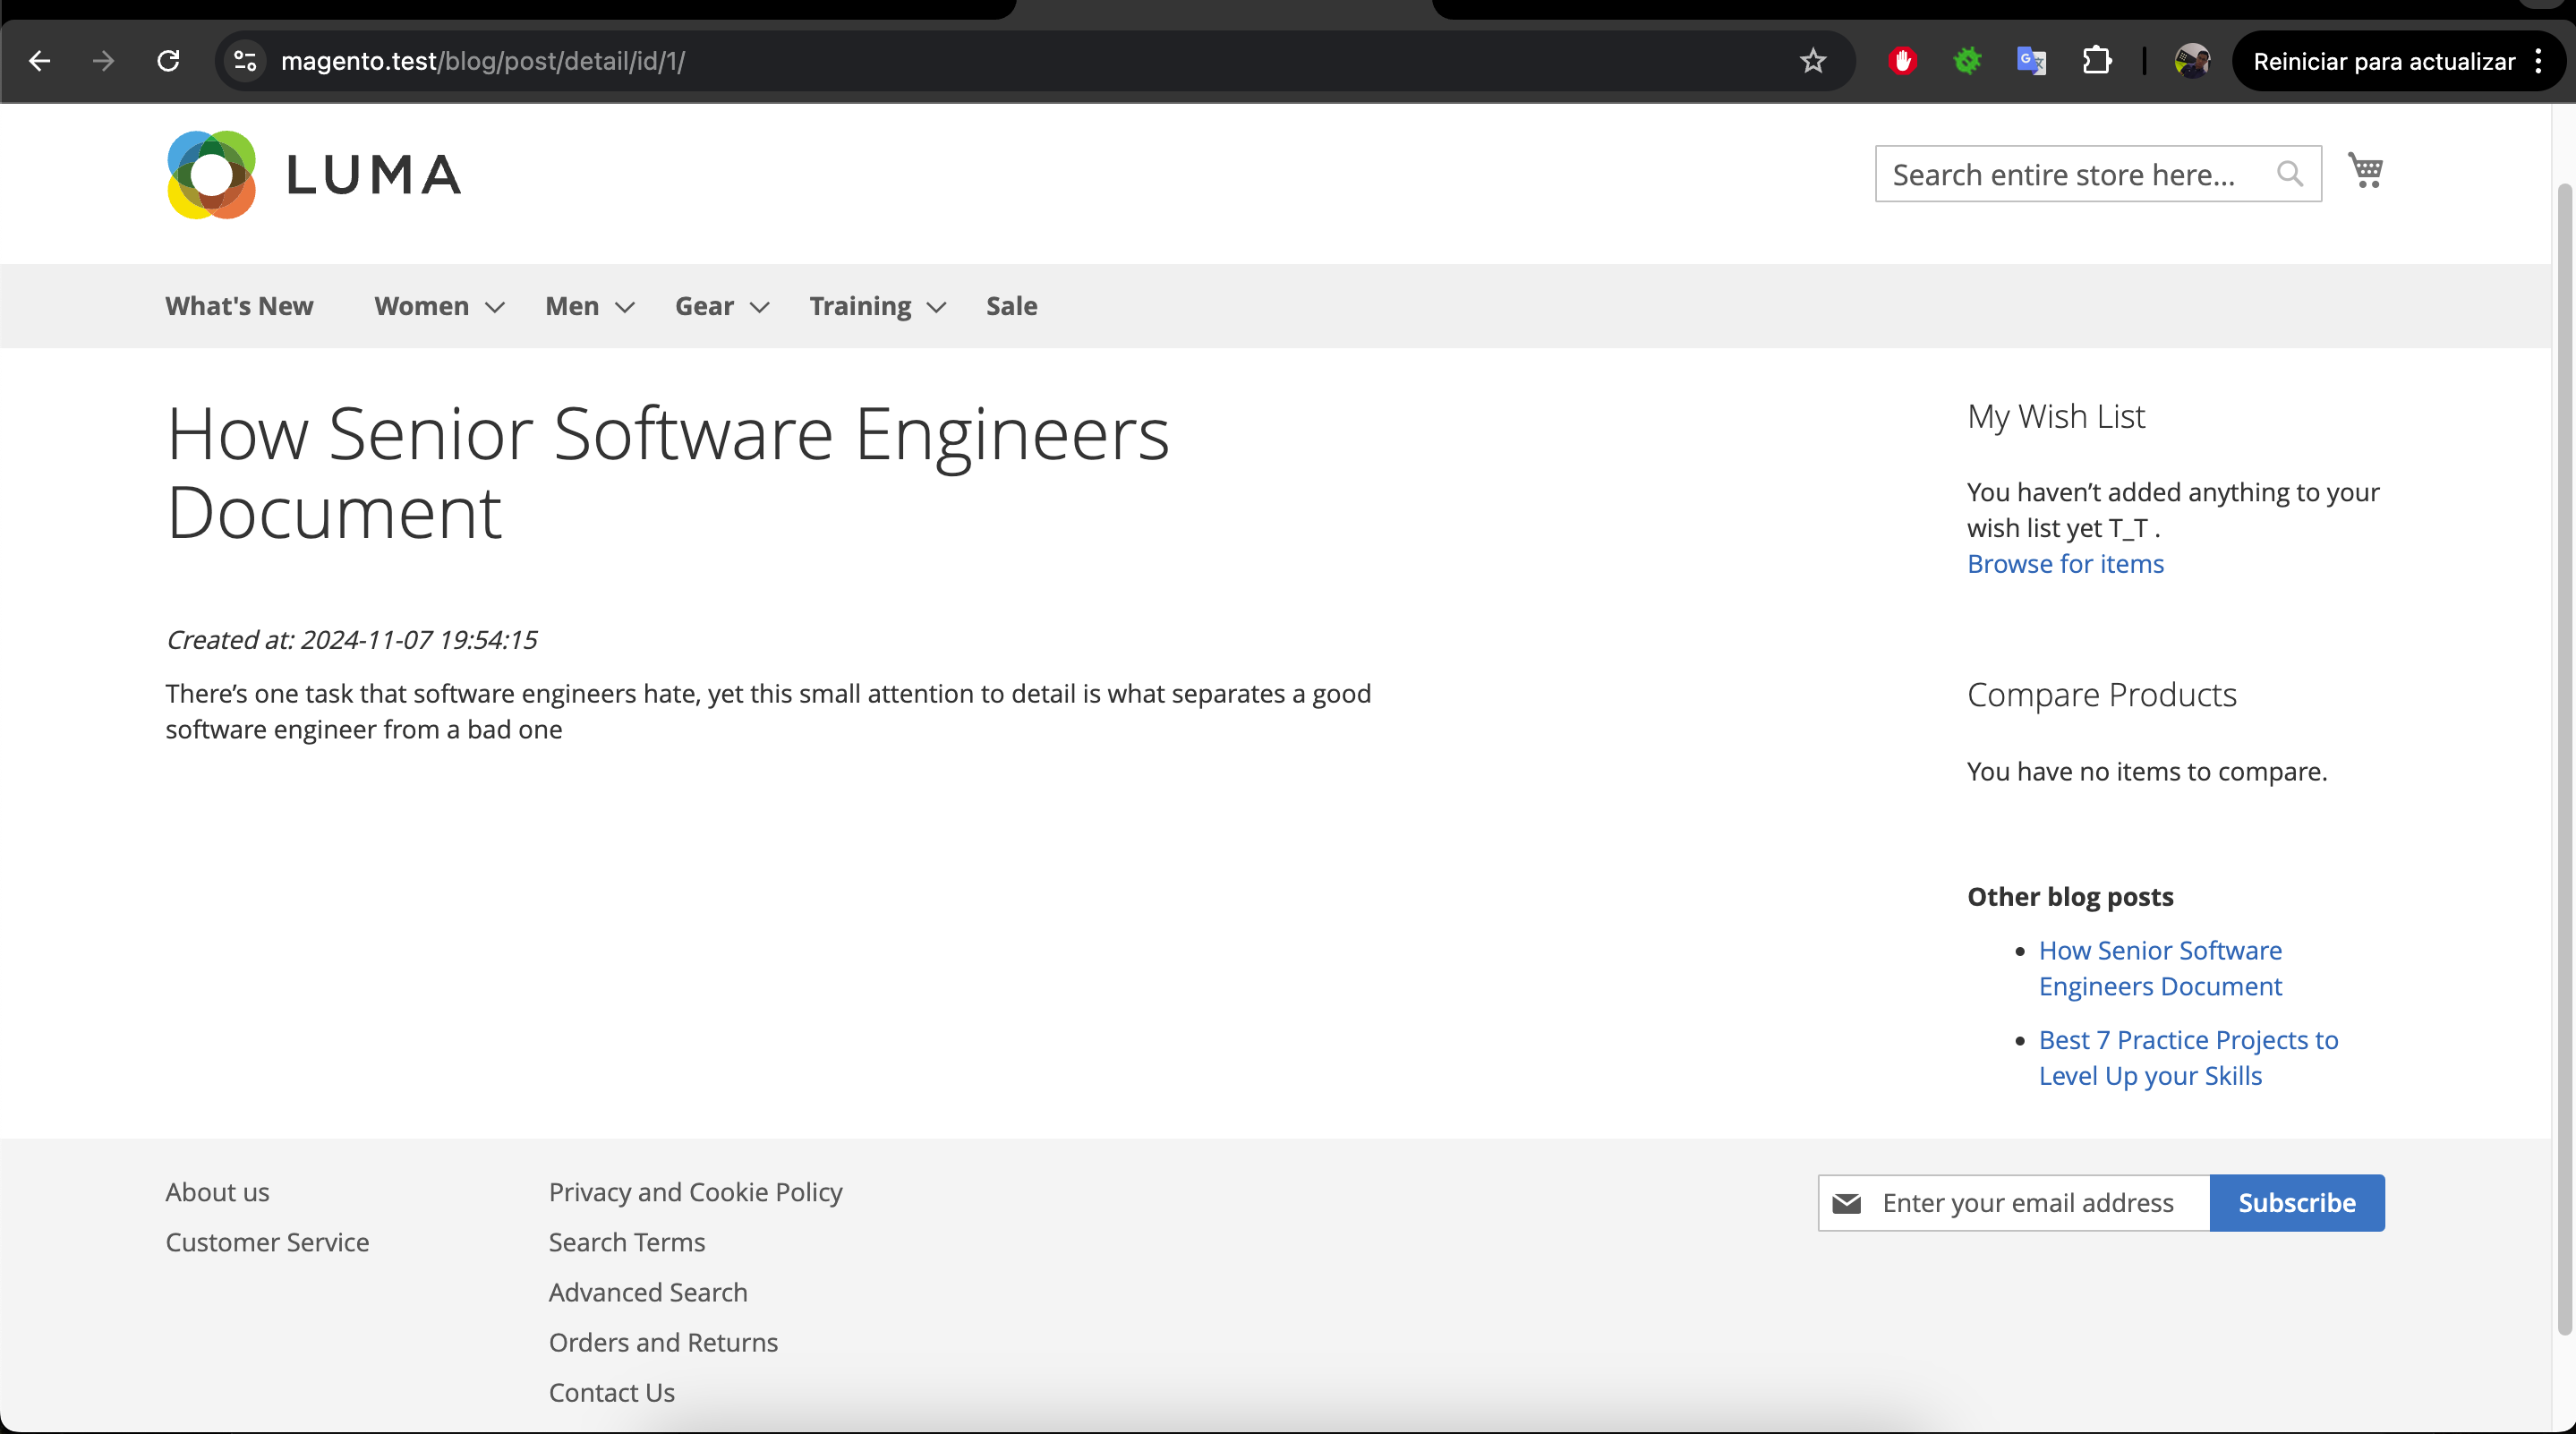 magento.test/blog/post/detail/id/1/
Reiniciar para actualizar
LUMA
Search entire store here...
What's New
Women
Men
Gear
Training
Sale
How Senior Software Engineers
Document
Created at: 2024-11-07 19:54:15
There’s one task that software engineers hate, yet this small attention to detail is what separates a good
software engineer from a bad one
My Wish List
You haven’t added anything to your
wish list yet T_T .
Browse for items
Compare Products
You have no items to compare.
Other blog posts
How Senior Software
Engineers Document
Best 7 Practice Projects to
Level Up your Skills
About us
Customer Service
Privacy and Cookie Policy
Search Terms
Advanced Search
Orders and Returns
Contact Us
Enter your email address
Subscribe